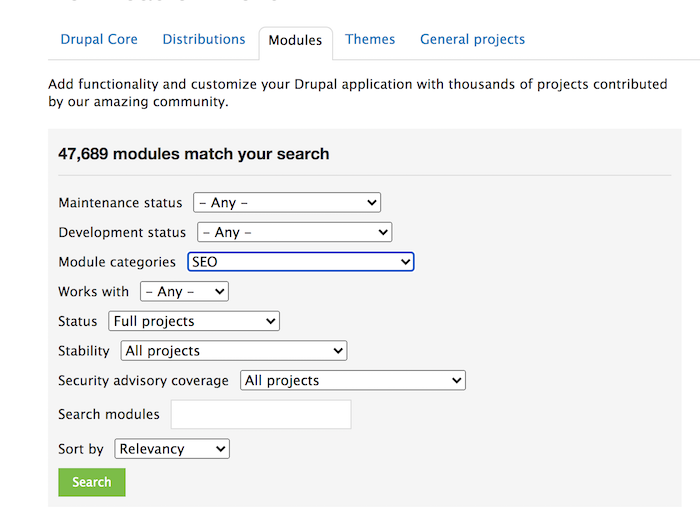 Drupal Core Distributions Modules Themes General projects
Add functionality and customize your Drupal application with thousands of projects contributed
by our amazing community.
47,689 modules match your search
Maintenance status – Any –
Development status – Any –
Module categories SEO
Works with – Any –
Status Full projects
Stability All projects
Security advisory coverage All projects
Search modules
Sort by Relevancy
Search